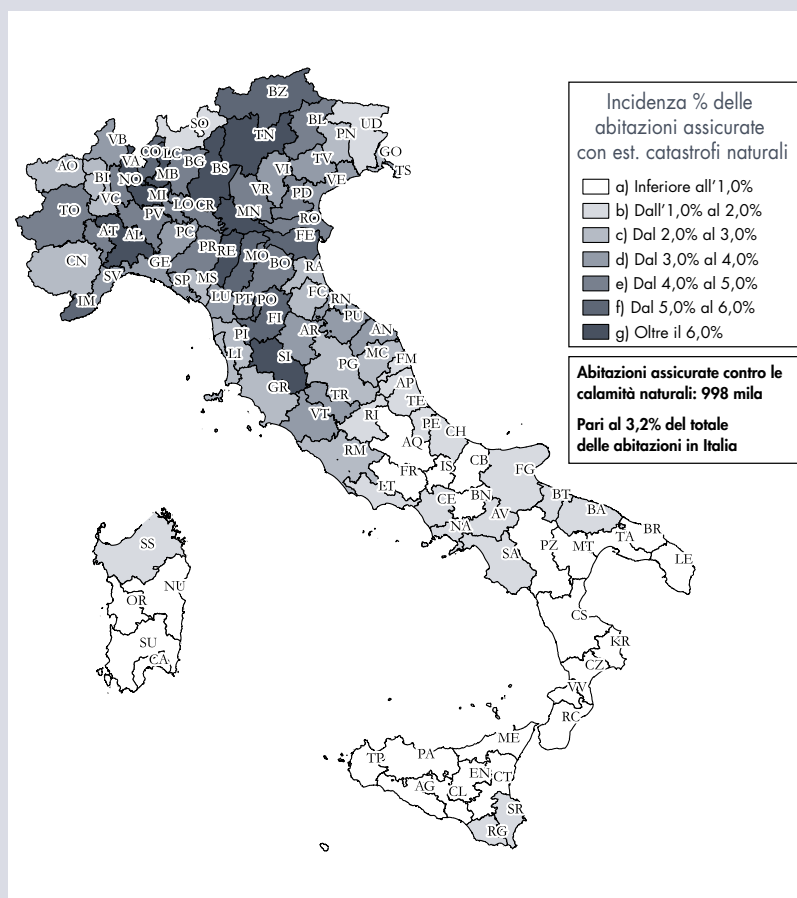 Incidenza % delle
abitazioni assicurate
con est. catastrofi naturali
a) Inferiore all'1,0%
b) Dall'1,0% al 2,0%
c) Dal 2,0% al 3,0%
d) Dal 3,0% al 4,0%
e) Dal 4,0% al 5,0%
f) Dal 5,0% al 6,0%
g) Oltre il 6,0%
Abitazioni assicurate contro le
calamità naturali: 998 mila
Pari al 3,2% del totale
delle abitazioni in Italia
BZ
SO
TN
BL
PN
UD
GO
TS
VB
AO
BI
VA
CO
LC
BG
BS
VI
TV
VE
NO
MB
VC
MI
VR
PD
TO
PV
LO
CR
MN
RO
AT
AL
PC
FE
CN
GE
PR
RE
MO
BO
RA
SV
SP
MS
FC
RN
IM
LU
PT
PO
FI
PU
AN
PI
AR
LI
SI
MC
FM
PG
GR
AP
TE
TR
VT
RI
PE
CH
RM
AQ
FR
IS
CB
LT
FG
CE
BN
BT
BA
AV
NA
SA
PZ
MT
TA
BR
LE
SS
NU
OR
SU
CA
CS
KR
CZ
VV
RC
ME
TP
PA
EN
CT
AG
CL
SR
RG